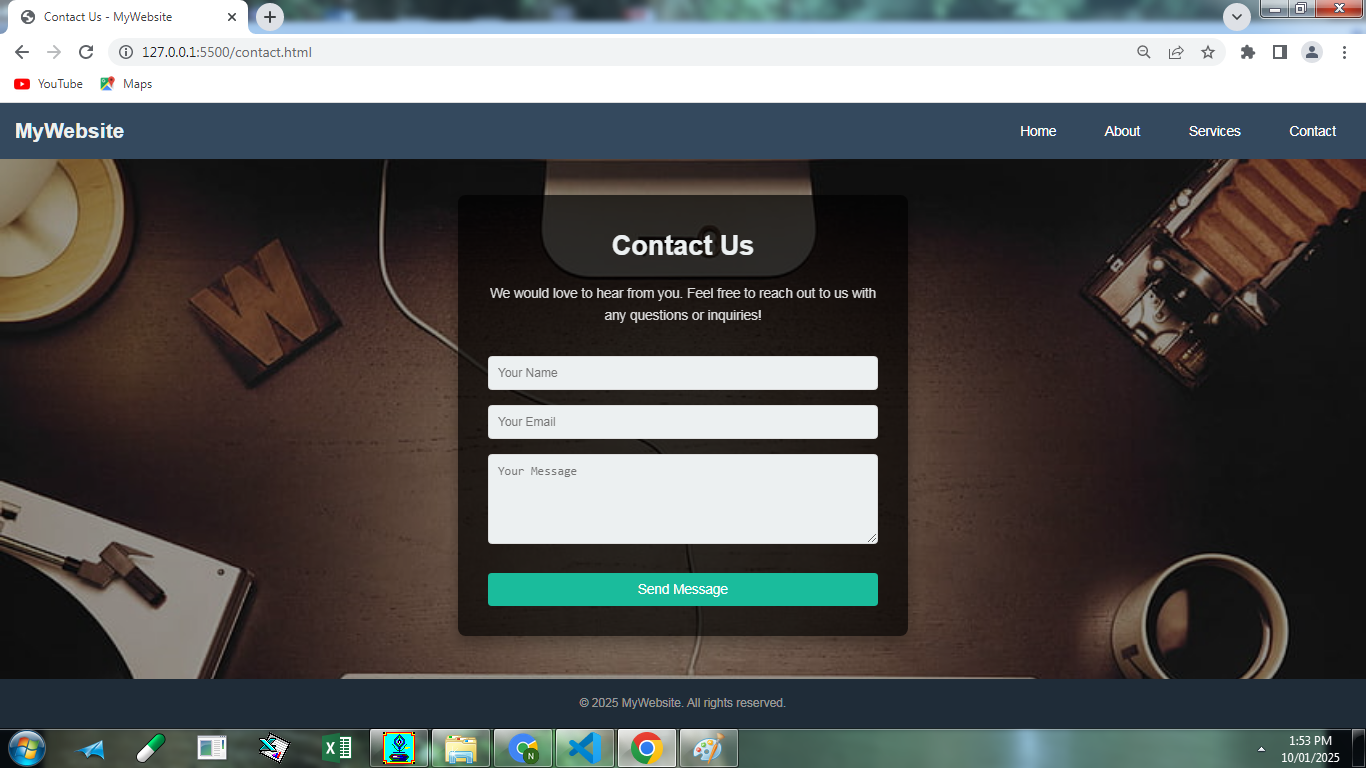 Contact Us - MyWebsite
127.0.0.1:5500/contact.html
YouTube Maps
MyWebsite
Home About Services Contact
W
Contact Us
We would love to hear from you. Feel free to reach out to us with
any questions or inquiries!
Your Name
Your Email
Your Message
Send Message
© 2025 MyWebsite. All rights reserved.
N
1:53 PM
10/01/2025